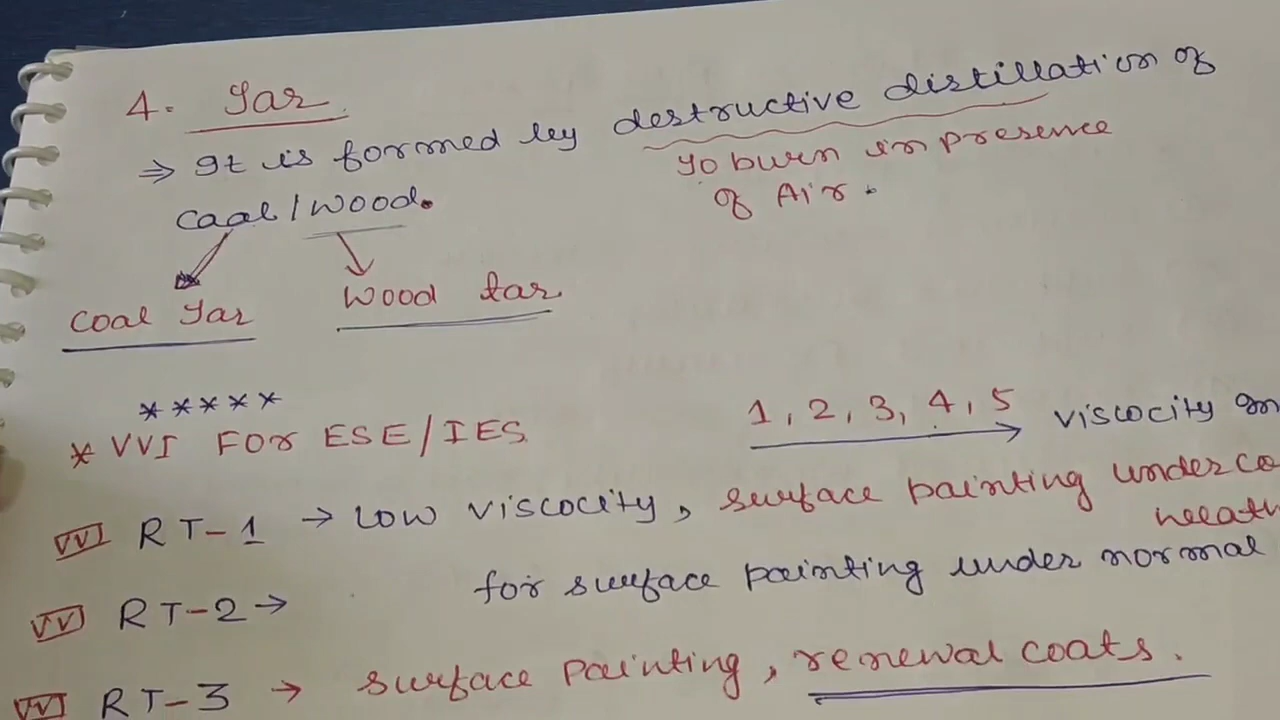 4. Tar
⇒ It is formed by destructive distillation of
To burn in presence
of Air.
Coal/Wood.
Coal Tar
Wood tar
*****
* VVI FOR ESE/IES
1, 2, 3, 4, 5 → viscocity
VVI RT-1 → low viscocity, surface painting under
VVI RT-2 → for surface painting under normal
VVI RT-3 → surface painting, renewal coats.